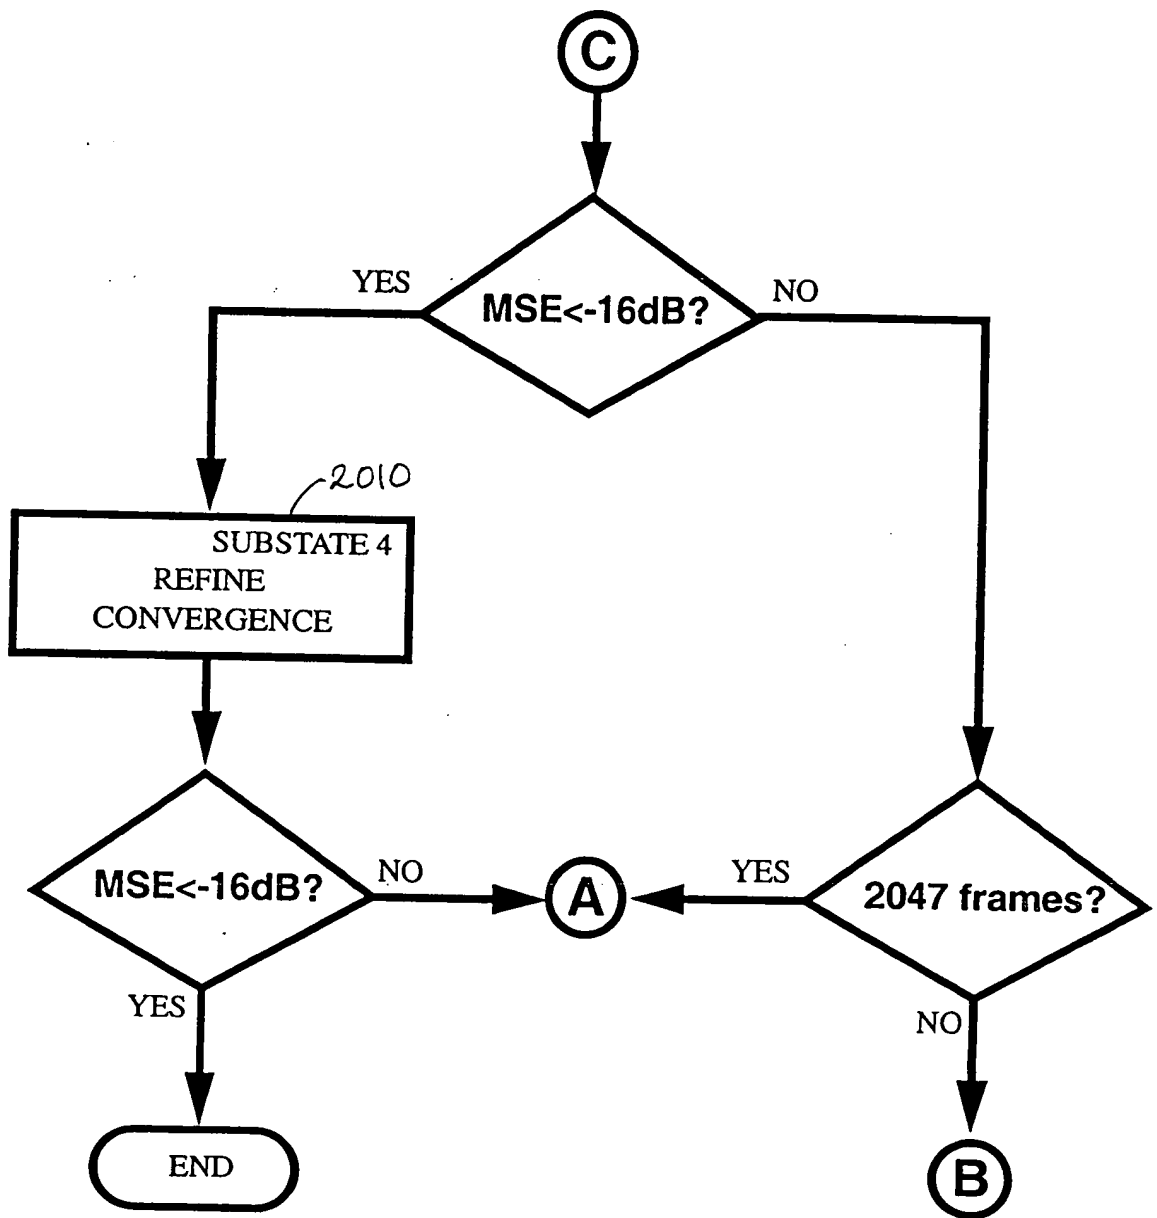 C
YES
NO
MSE<-16dB?
2010
SUBSTATE 4
REFINE
CONVERGENCE
MSE<-16dB?
NO
A
YES
2047 frames?
YES
NO
END
B